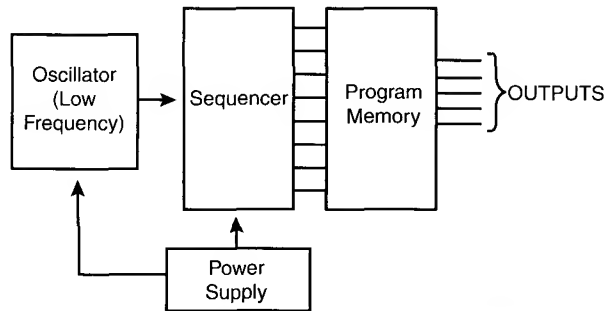 Oscillator
(Low
Frequency)
Sequencer
Program
Memory
OUTPUTS
Power
Supply